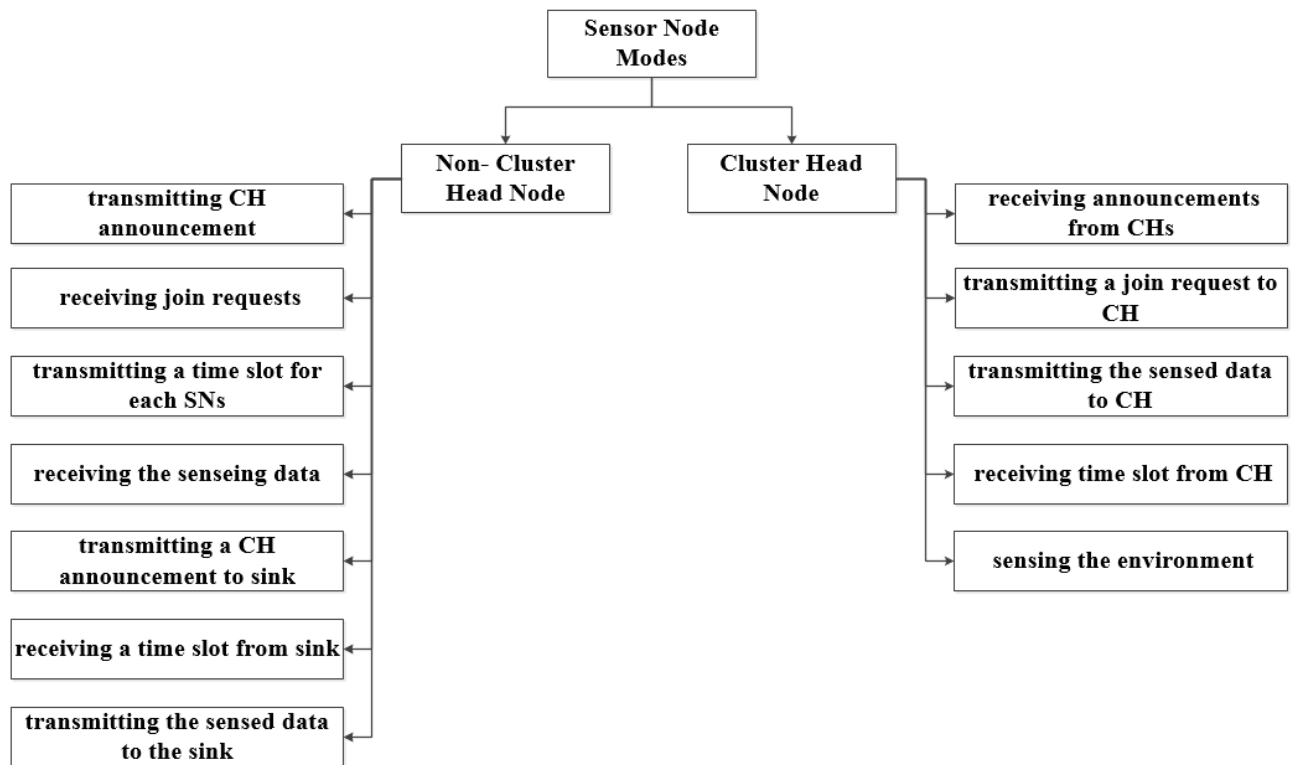 Sensor Node
Modes
Non- Cluster
Head Node
Cluster Head
Node
transmitting CH
announcement
receiving join requests
transmitting a time slot for
each SNs
receiving the senseing data
transmitting a CH
announcement to sink
receiving a time slot from sink
transmitting the sensed data
to the sink
receiving announcements
from CHs
transmitting a join request to
CH
transmitting the sensed data
to CH
receiving time slot from CH
sensing the environment